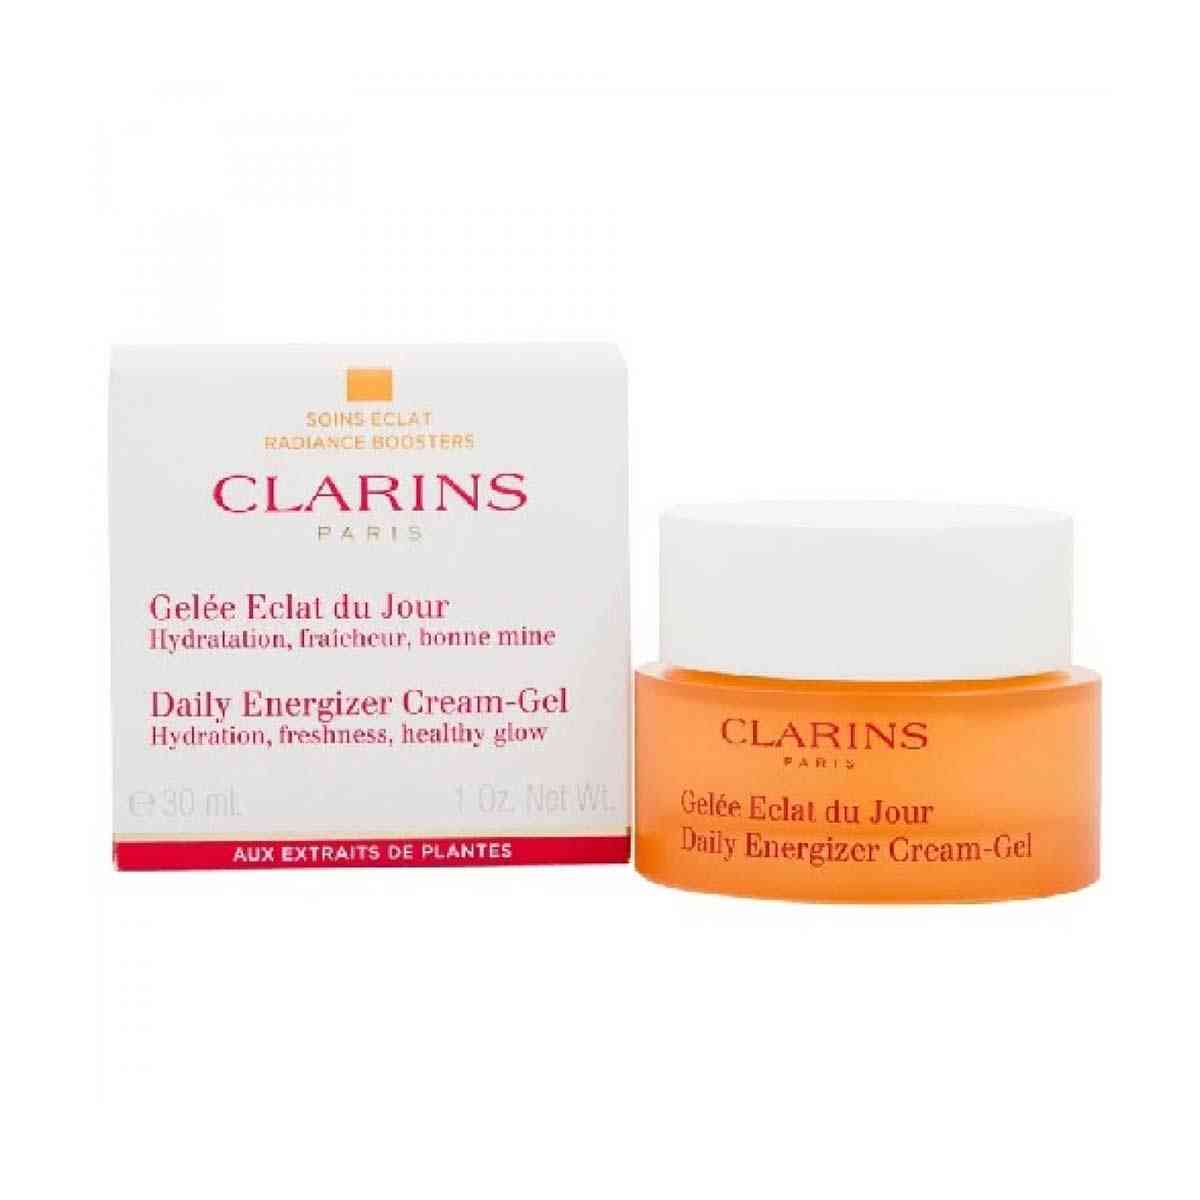 SOINS ECLAT
RADIANCE BOOSTERS
CLARINS
PARIS
Gelée Eclat du Jour
Hydratation, fraîcheur, bonne mine
Daily Energizer Cream-Gel
Hydration, freshness, healthy glow
℮ 30 ml 1 Oz. Net Wt.
AUX EXTRAITS DE PLANTES
CLARINS
PARIS
Gelée Eclat du Jour
Daily Energizer Cream-Gel